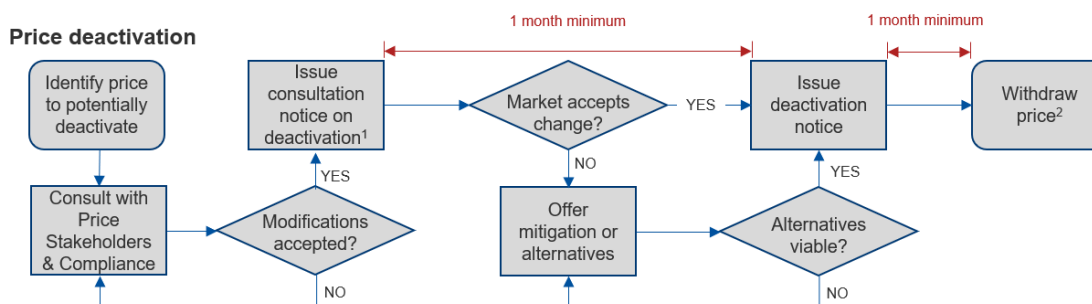 1 month minimum
1 month minimum
Price deactivation
Identify price
to potentially
deactivate
Issue
consultation
notice on
deactivation¹
Market accepts
change?
YES
Issue
deactivation
notice
Withdraw
price²
YES
NO
YES
Consult with
Price
Stakeholders
& Compliance
Modifications
accepted?
Offer
mitigation or
alternatives
Alternatives
viable?
NO
NO